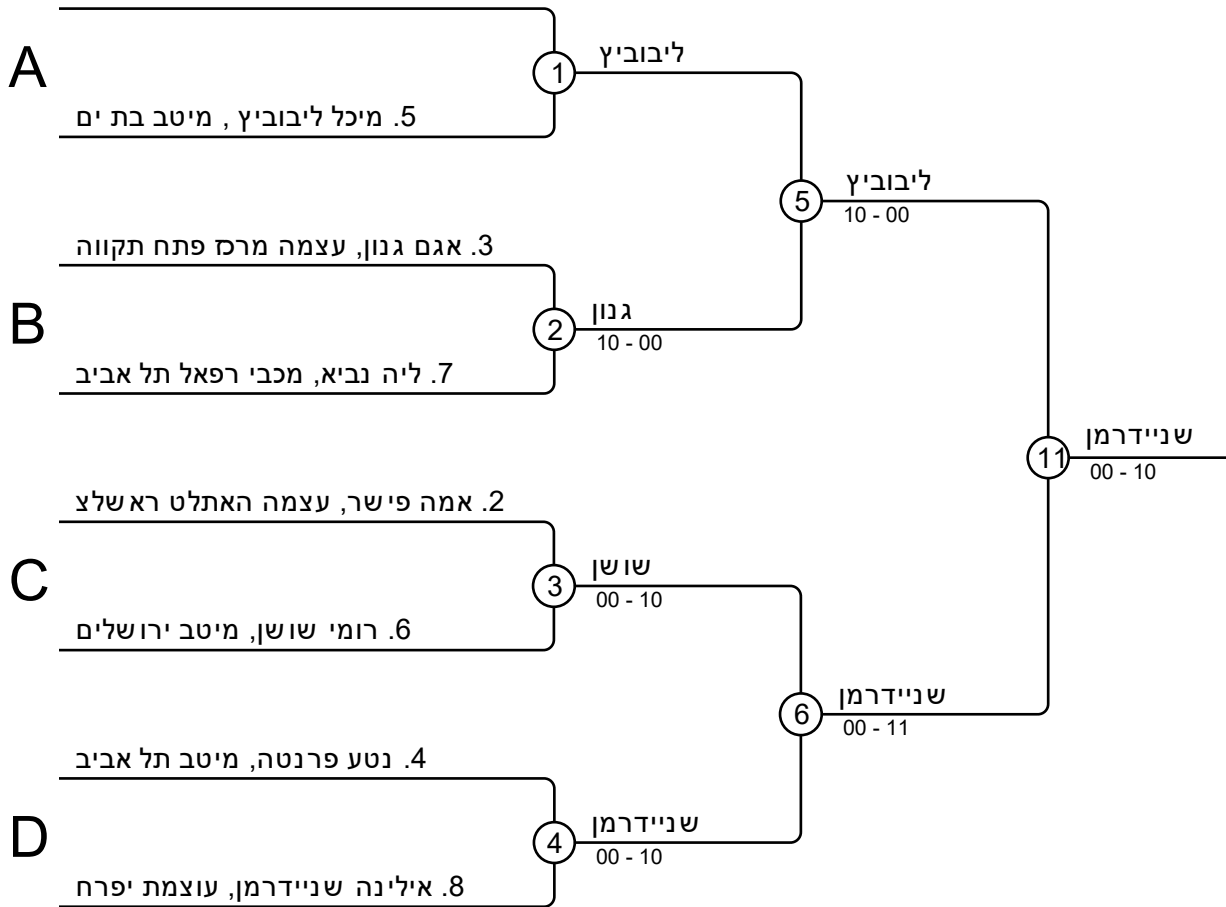 A
1
ליבוביץ
5. מיכל ליבוביץ , מיטב בת ים
5
ליבוביץ
10 - 00
3. אגם גנון, עצמה מרכז פתח תקווה
B
2
גנון
10 - 00
7. ליה נביא, מכבי רפאל תל אביב
11
שניידרמן
00 - 10
2. אמה פישר, עצמה האתלט ראשלצ
C
3
שושן
00 - 10
6. רומי שושן, מיטב ירושלים
6
שניידרמן
00 - 11
4. נטע פרנטה, מיטב תל אביב
D
4
שניידרמן
00 - 10
8. אילינה שניידרמן, עוצמת יפרח